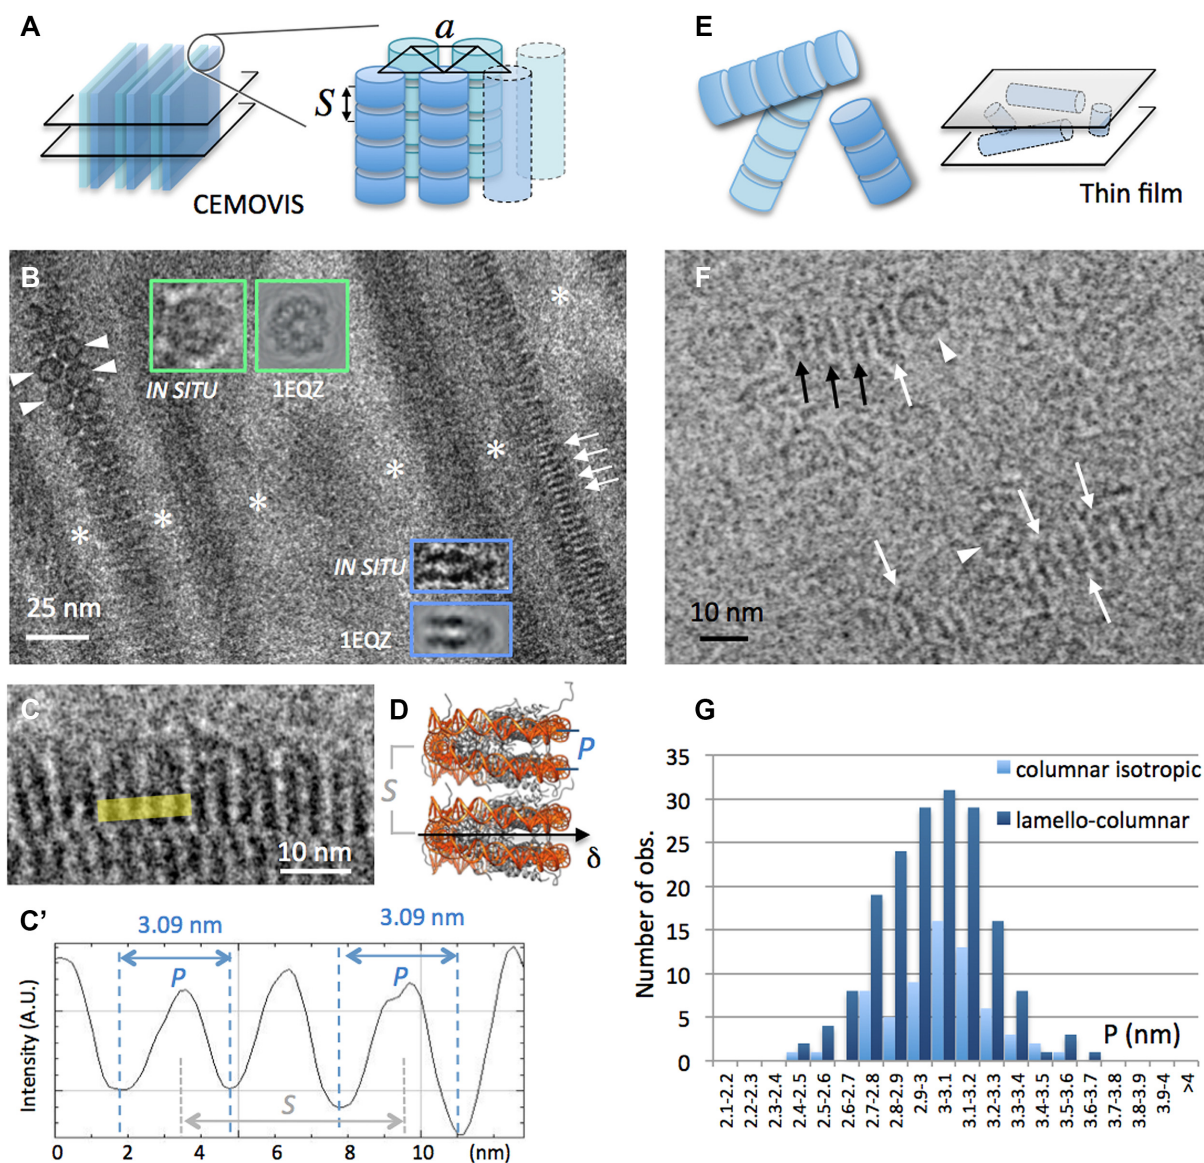 A
a
S
CEMOVIS
E
Thin film
B
IN SITU
1EQZ
*
*
*
*
*
*
25 nm
IN SITU
1EQZ
F
10 nm
C
10 nm
D
P
S
δ
C’
3.09 nm
3.09 nm
P
P
S
Intensity (A.U.)
0 2 4 6 8 10 (nm)
G
columnar isotropic
lamello-columnar
Number of obs.
35
30
25
20
15
10
5
0
P (nm)
2.1-2.2
2.2-2.3
2.3-2.4
2.4-2.5
2.5-2.6
2.6-2.7
2.7-2.8
2.8-2.9
2.9-3
3-3.1
3.1-3.2
3.2-3.3
3.3-3.4
3.4-3.5
3.5-3.6
3.6-3.7
3.7-3.8
3.8-3.9
3.9-4
>4